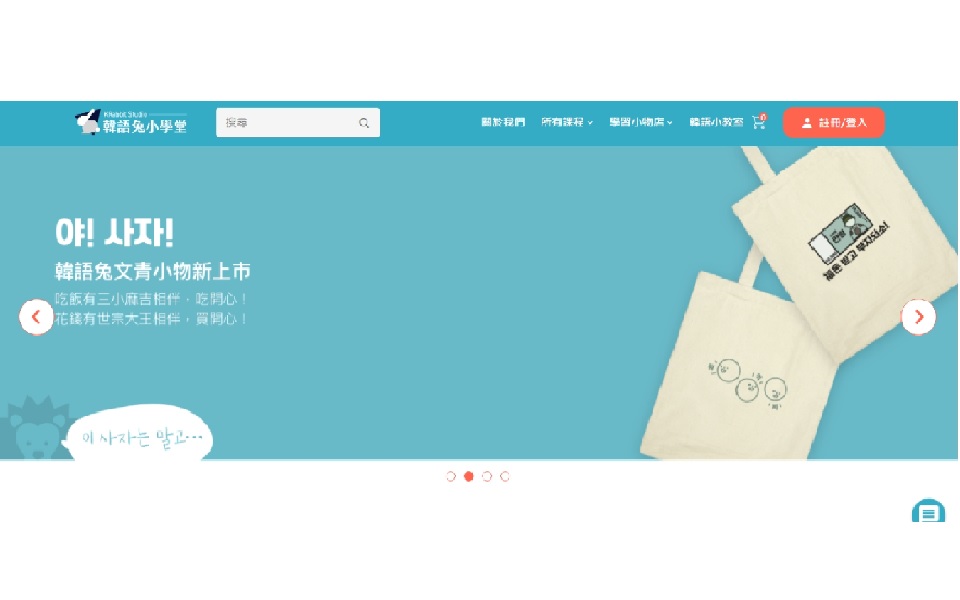 KRabbit Studio
韓語兔小學堂
搜尋
關於我們
所有課程
學習小物店
韓語小教室
0
註冊/登入
야! 사자!
韓語兔文青小物新上市
吃飯有三小麻吉相伴，吃開心！
花錢有世宗大王相伴，買開心！
이 사자는 말고...